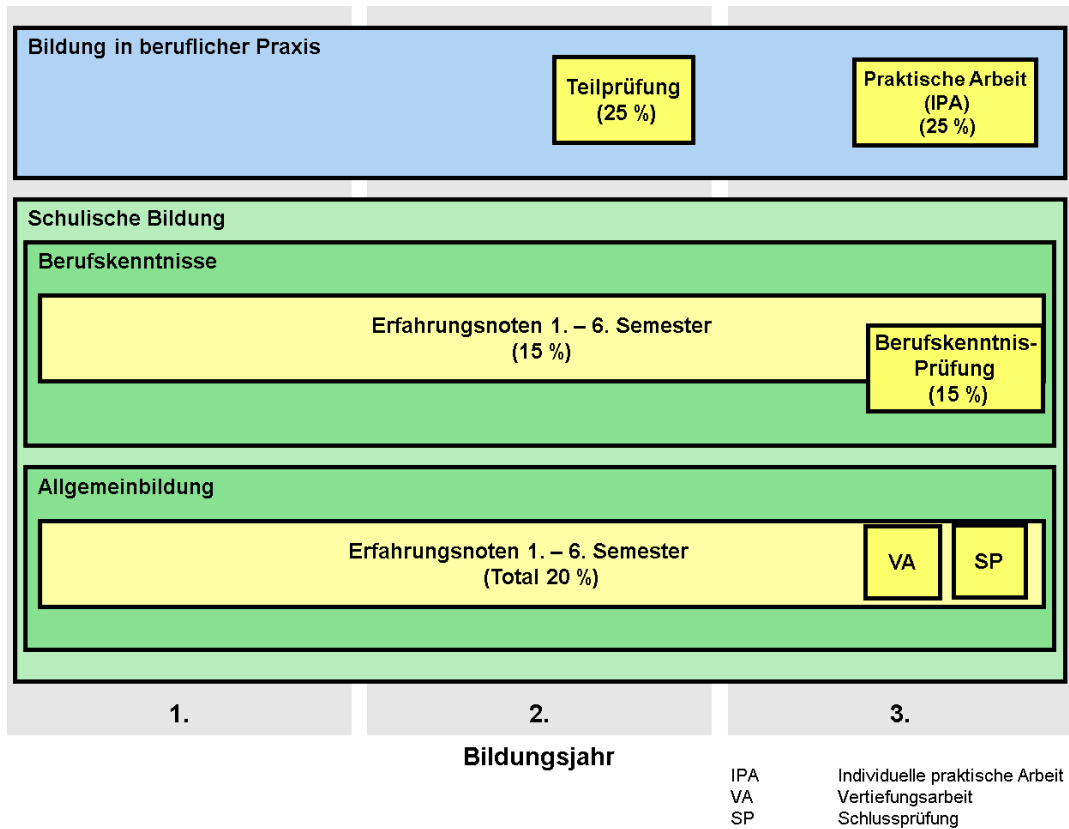 Bildung in beruflicher Praxis
Teilprüfung
(25 %)
Praktische Arbeit
(IPA)
(25 %)
Schulische Bildung
Berufskenntnisse
Erfahrungsnoten 1. – 6. Semester
(15 %)
Berufskenntnis-
Prüfung
(15 %)
Allgemeinbildung
Erfahrungsnoten 1. – 6. Semester
(Total 20 %)
VA
SP
1.
2.
3.
Bildungsjahr
IPA Individuelle praktische Arbeit
VA Vertiefungsarbeit
SP Schlussprüfung